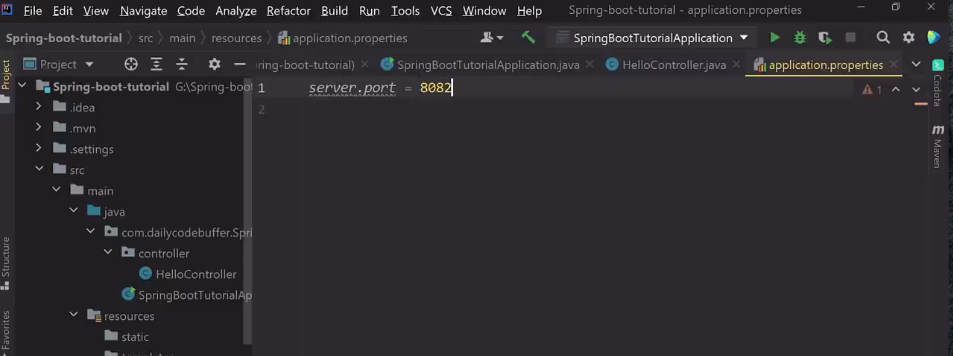 File Edit View Navigate Code Analyze Refactor Build Run Tools VCS Window Help Spring-boot-tutorial - application.properties
Spring-boot-tutorial src main resources application.properties SpringBootTutorialApplication
Project ring-boot-tutorial) SpringBootTutorialApplication.java HelloController.java application.properties
Project
Spring-boot-tutorial G:\Spring-boot
.idea
.mvn
.settings
src
main
java
com.dailycodebuffer.Spri
controller
HelloController
SpringBootTutorialAp
resources
static
1 server.port = 8082
2
1
Codota
m
Maven
Structure
Favorites